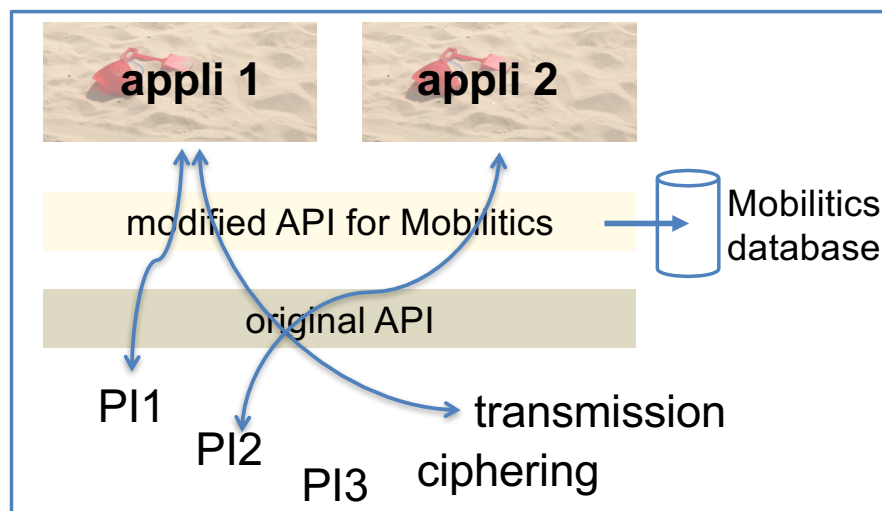 appli 1
appli 2
modified API for Mobilitics
Mobilitics
database
original API
PI1
PI2
PI3
transmission
ciphering